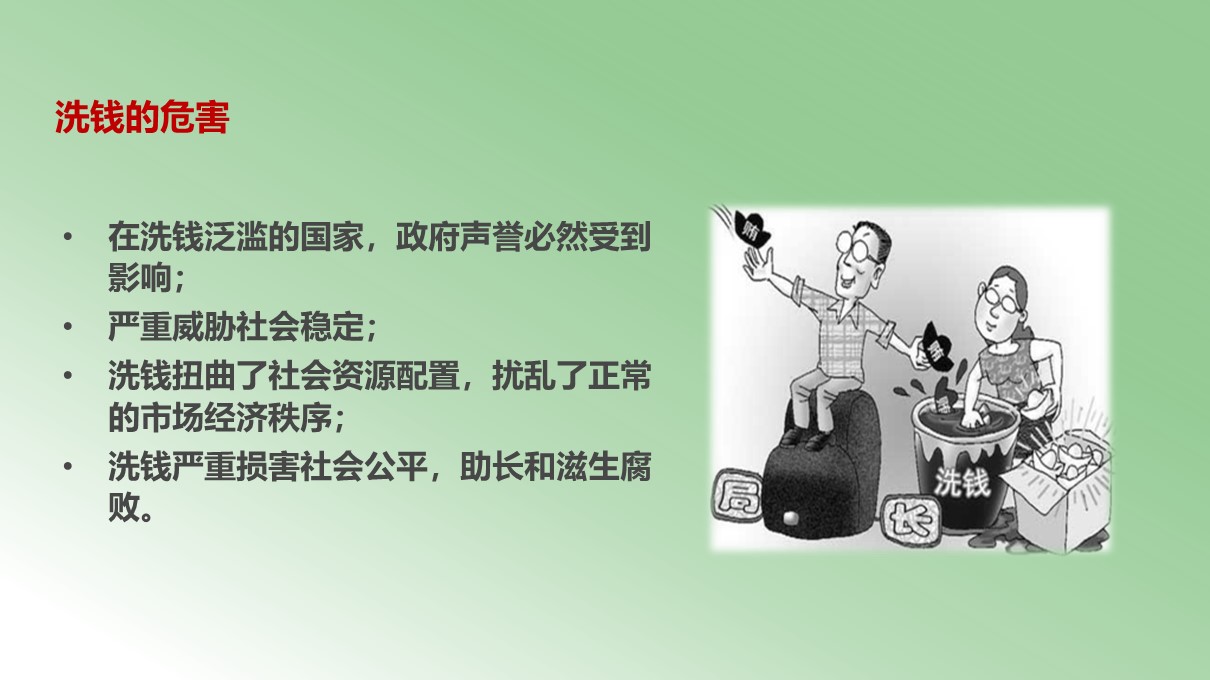 洗钱的危害
• 在洗钱泛滥的国家，政府声誉必然受到
影响；
• 严重威胁社会稳定；
• 洗钱扭曲了社会资源配置，扰乱了正常
的市场经济秩序；
• 洗钱严重损害社会公平，助长和滋生腐
败。
贿
贿
洗钱
局
长